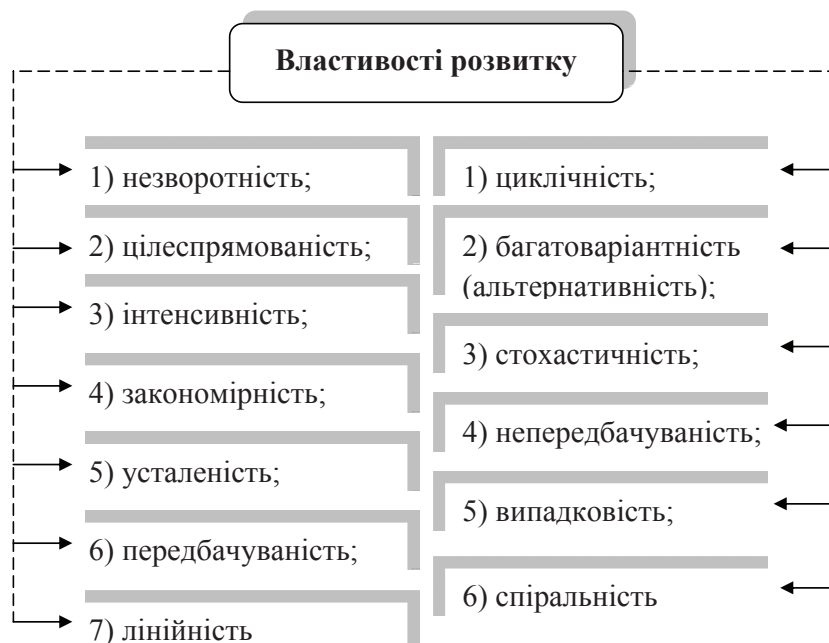 Властивості розвитку
1) незворотність;
2) цілеспрямованість;
3) інтенсивність;
4) закономірність;
5) усталеність;
6) передбачуваність;
7) лінійність
1) циклічність;
2) багатоваріантність
(альтернативність);
3) стохастичність;
4) непередбачуваність;
5) випадковість;
6) спіральність